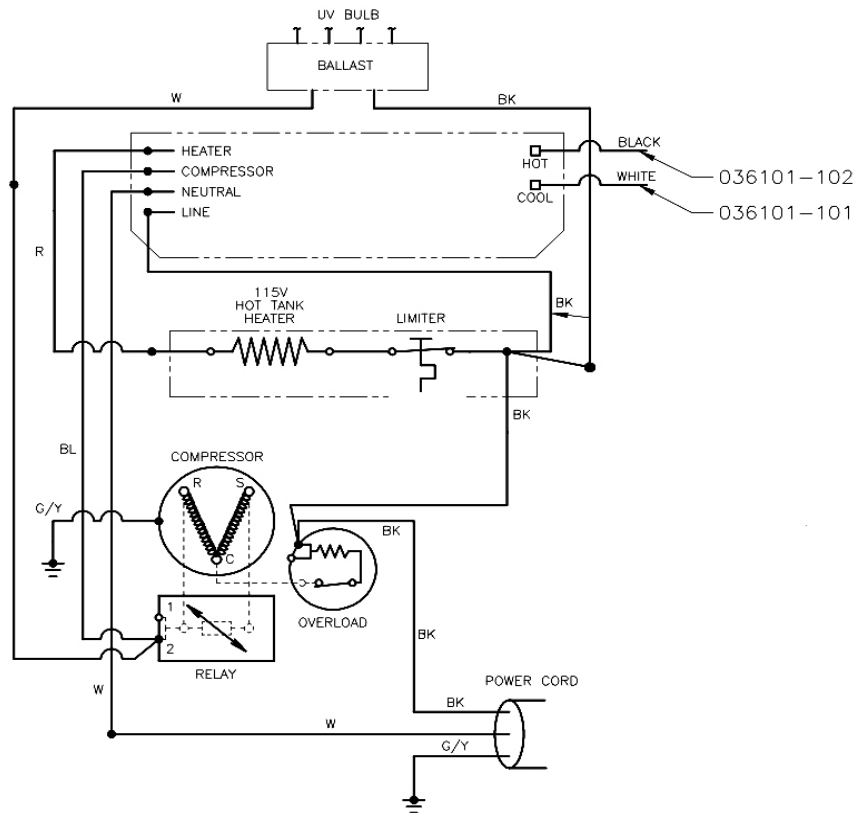 UV BULB
BALLAST
W
BK
HEATER
COMPRESSOR
NEUTRAL
LINE
HOT
COOL
BLACK
WHITE
036101-102
036101-101
R
115V
HOT TANK
HEATER
LIMITER
BK
BK
BL
COMPRESSOR
R
S
C
G/Y
BK
OVERLOAD
1
2
RELAY
BK
W
POWER CORD
BK
W
G/Y